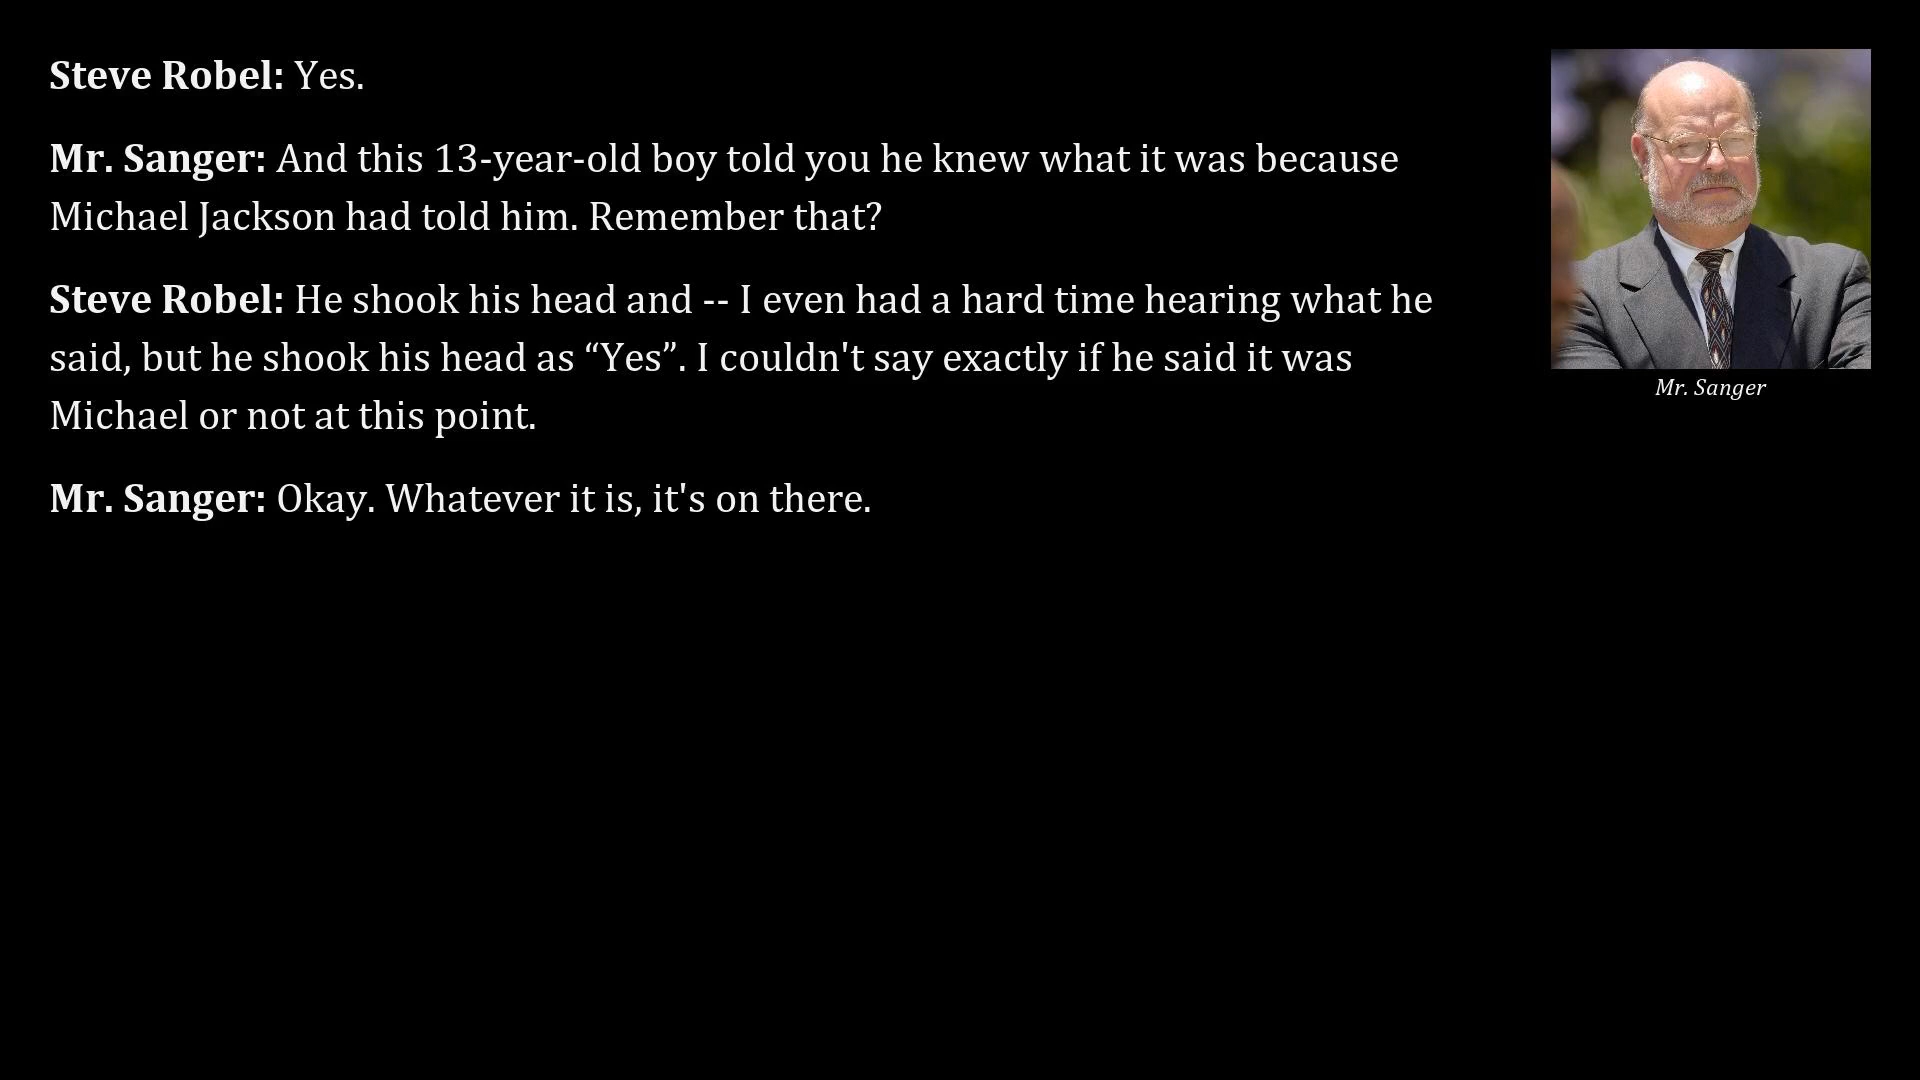 Steve Robel: Yes.
Mr. Sanger: And this 13-year-old boy told you he knew what it was because
Michael Jackson had told him. Remember that?
Steve Robel: He shook his head and -- I even had a hard time hearing what he
said, but he shook his head as “Yes”. I couldn't say exactly if he said it was
Michael or not at this point.
Mr. Sanger: Okay. Whatever it is, it's on there.
Mr. Sanger